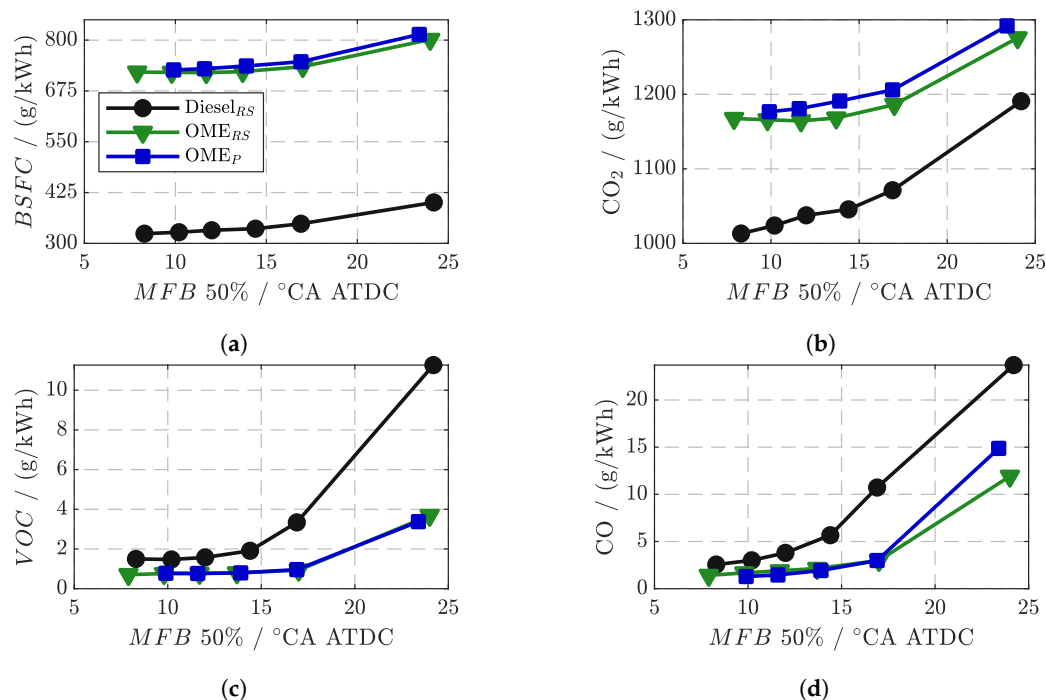 800
675
550
425
300
BSFC / (g/kWh)
Diesel_RS
OME_RS
OME_P
5 10 15 20 25
MFB 50% / °CA ATDC
(a)
1300
1200
1100
1000
CO₂ / (g/kWh)
5 10 15 20 25
MFB 50% / °CA ATDC
(b)
10
8
6
4
2
0
VOC / (g/kWh)
5 10 15 20 25
MFB 50% / °CA ATDC
(c)
20
15
10
5
0
CO / (g/kWh)
5 10 15 20 25
MFB 50% / °CA ATDC
(d)